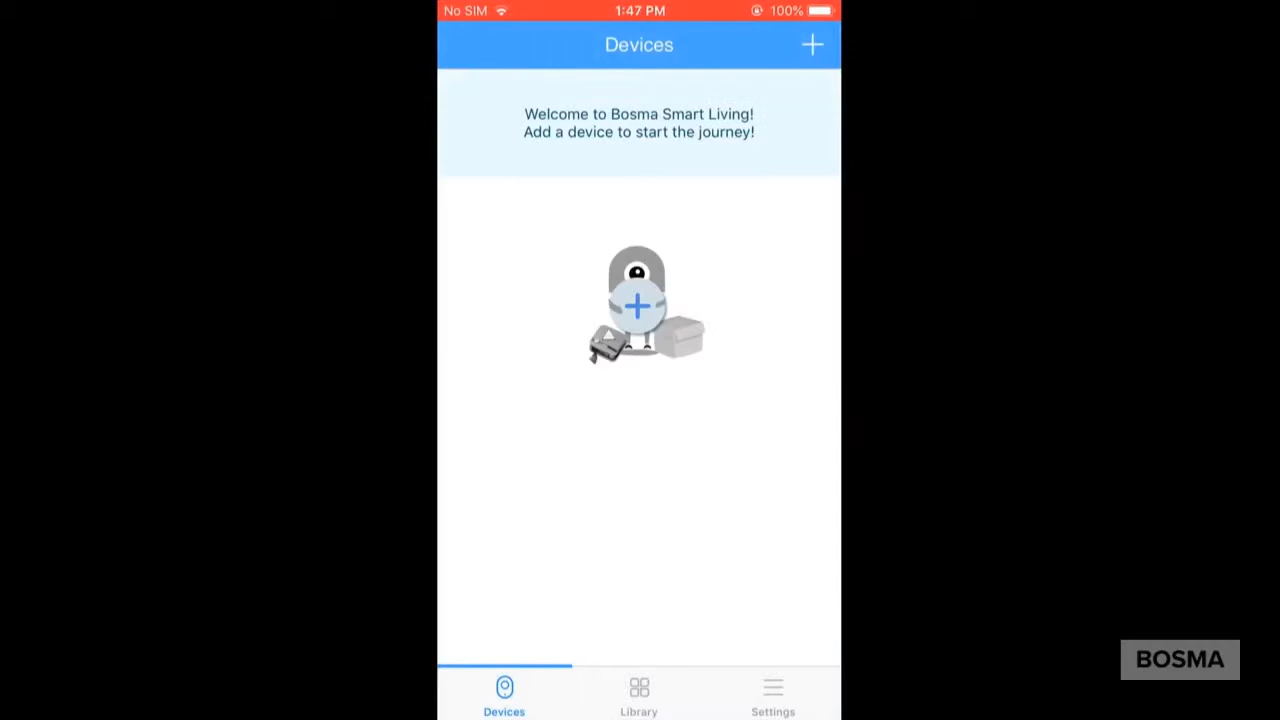 No SIM 1:47 PM 100%
Devices
Welcome to Bosma Smart Living!
Add a device to start the journey!
BOSMA
Devices Library Settings